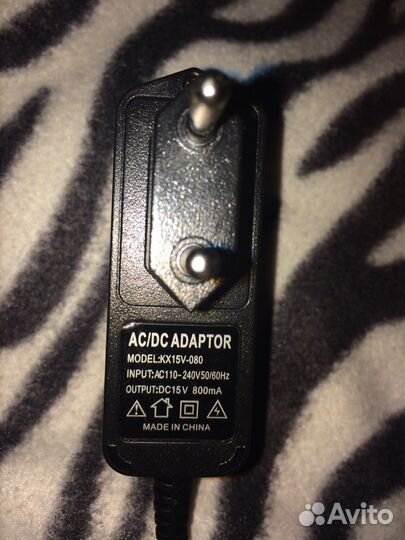 AC/DC ADAPTOR
MODEL:KX15V-080
INPUT:AC110-240V50/60Hz
OUTPUT:DC15V 800mA
MADE IN CHINA
Avito